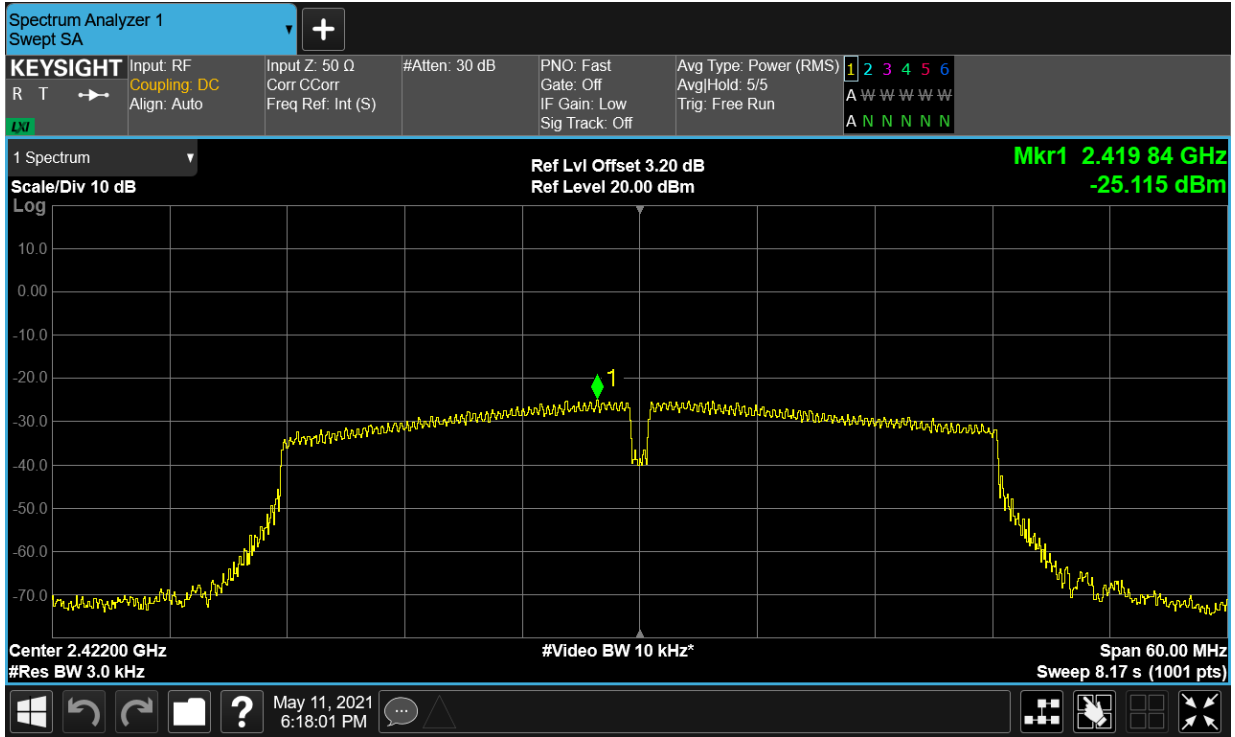 Spectrum Analyzer 1
Swept SA
KEYSIGHT
R T
LXI
Input: RF
Coupling: DC
Align: Auto
Input Z: 50 Ω
Corr CCorr
Freq Ref: Int (S)
#Atten: 30 dB
PNO: Fast
Gate: Off
IF Gain: Low
Sig Track: Off
Avg Type: Power (RMS)
Avg|Hold: 5/5
Trig: Free Run
1 2 3 4 5 6
A W W W W W
A N N N N N
1 Spectrum
Scale/Div 10 dB
Log
Ref Lvl Offset 3.20 dB
Ref Level 20.00 dBm
Mkr1 2.419 84 GHz
-25.115 dBm
10.0
0.00
-10.0
-20.0
-30.0
-40.0
-50.0
-60.0
-70.0
1
Center 2.42200 GHz
#Res BW 3.0 kHz
#Video BW 10 kHz*
Span 60.00 MHz
Sweep 8.17 s (1001 pts)
?
May 11, 2021
6:18:01 PM